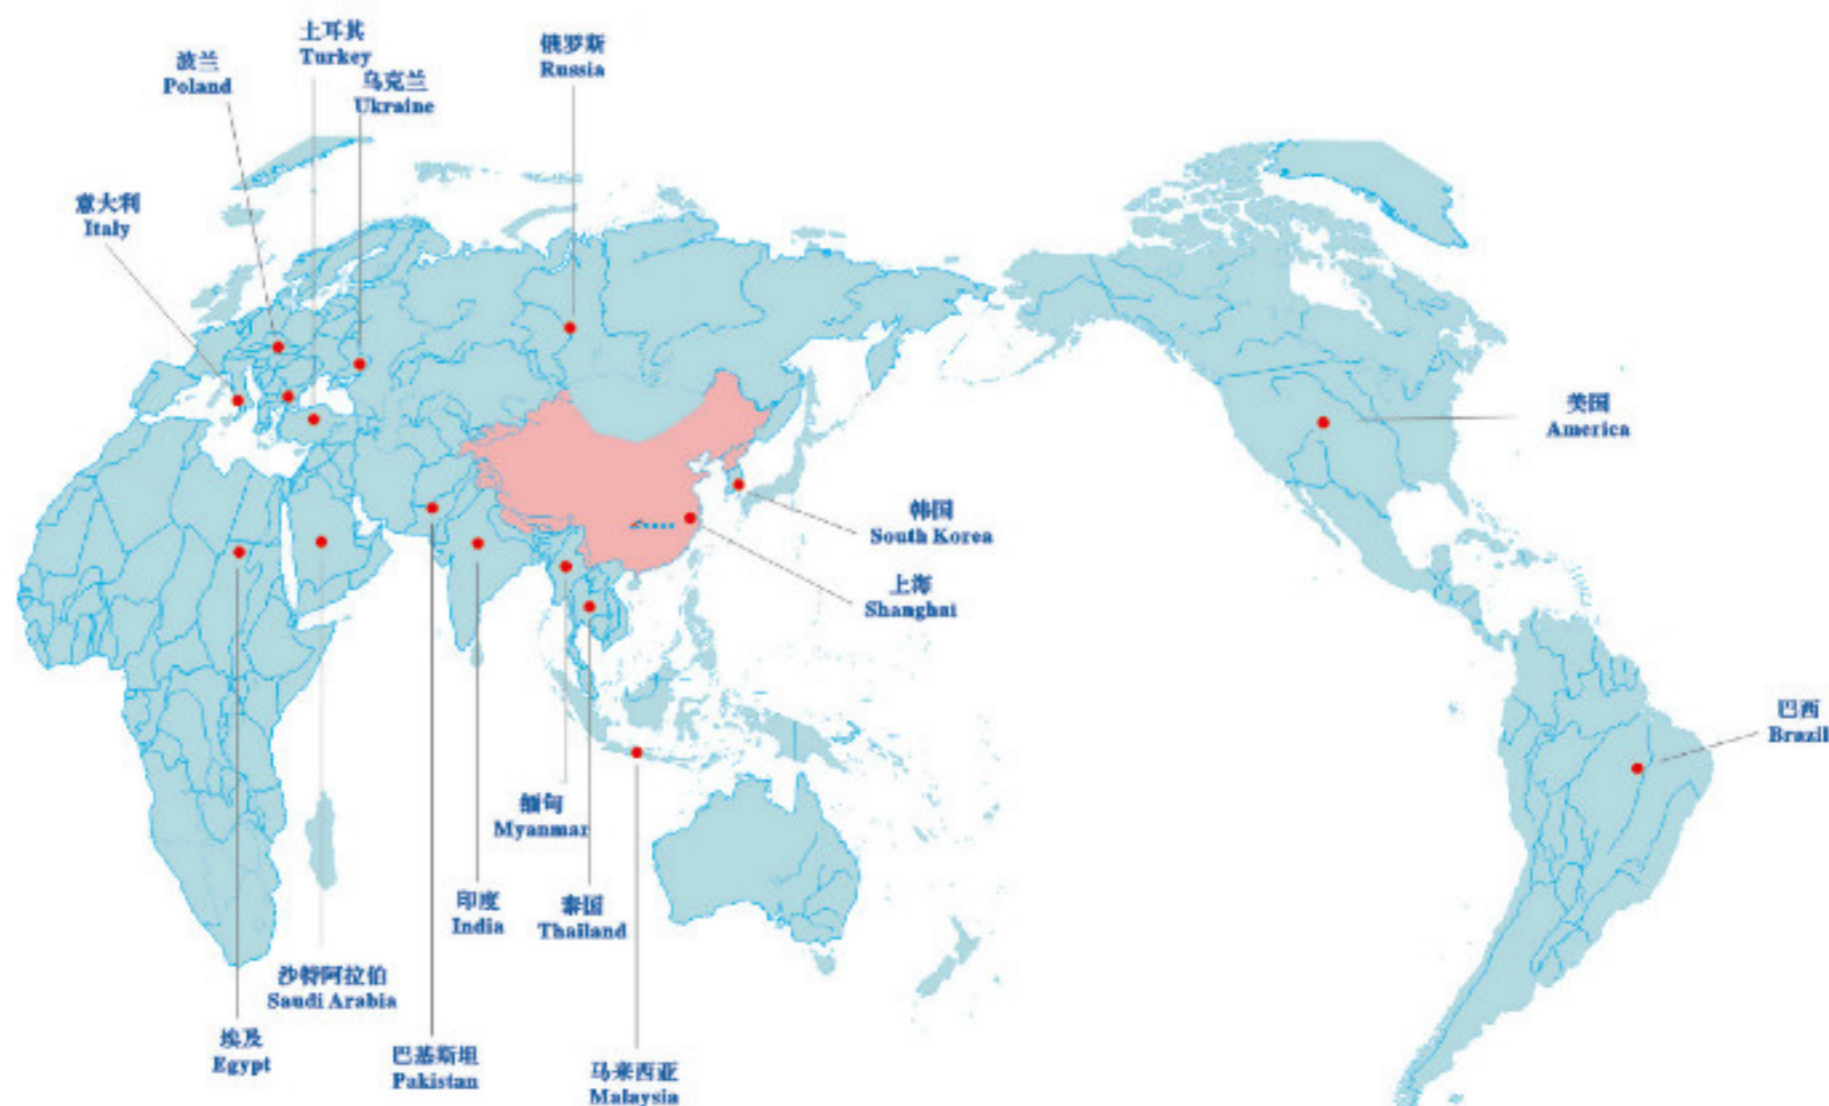 土耳其
Turkey
俄罗斯
Russia
波兰
Poland
乌克兰
Ukraine
意大利
Italy
美国
America
韩国
South Korea
上海
Shanghai
巴西
Brazil
缅甸
Myanmar
印度
India
泰国
Thailand
沙特阿拉伯
Saudi Arabia
埃及
Egypt
巴基斯坦
Pakistan
马来西亚
Malaysia